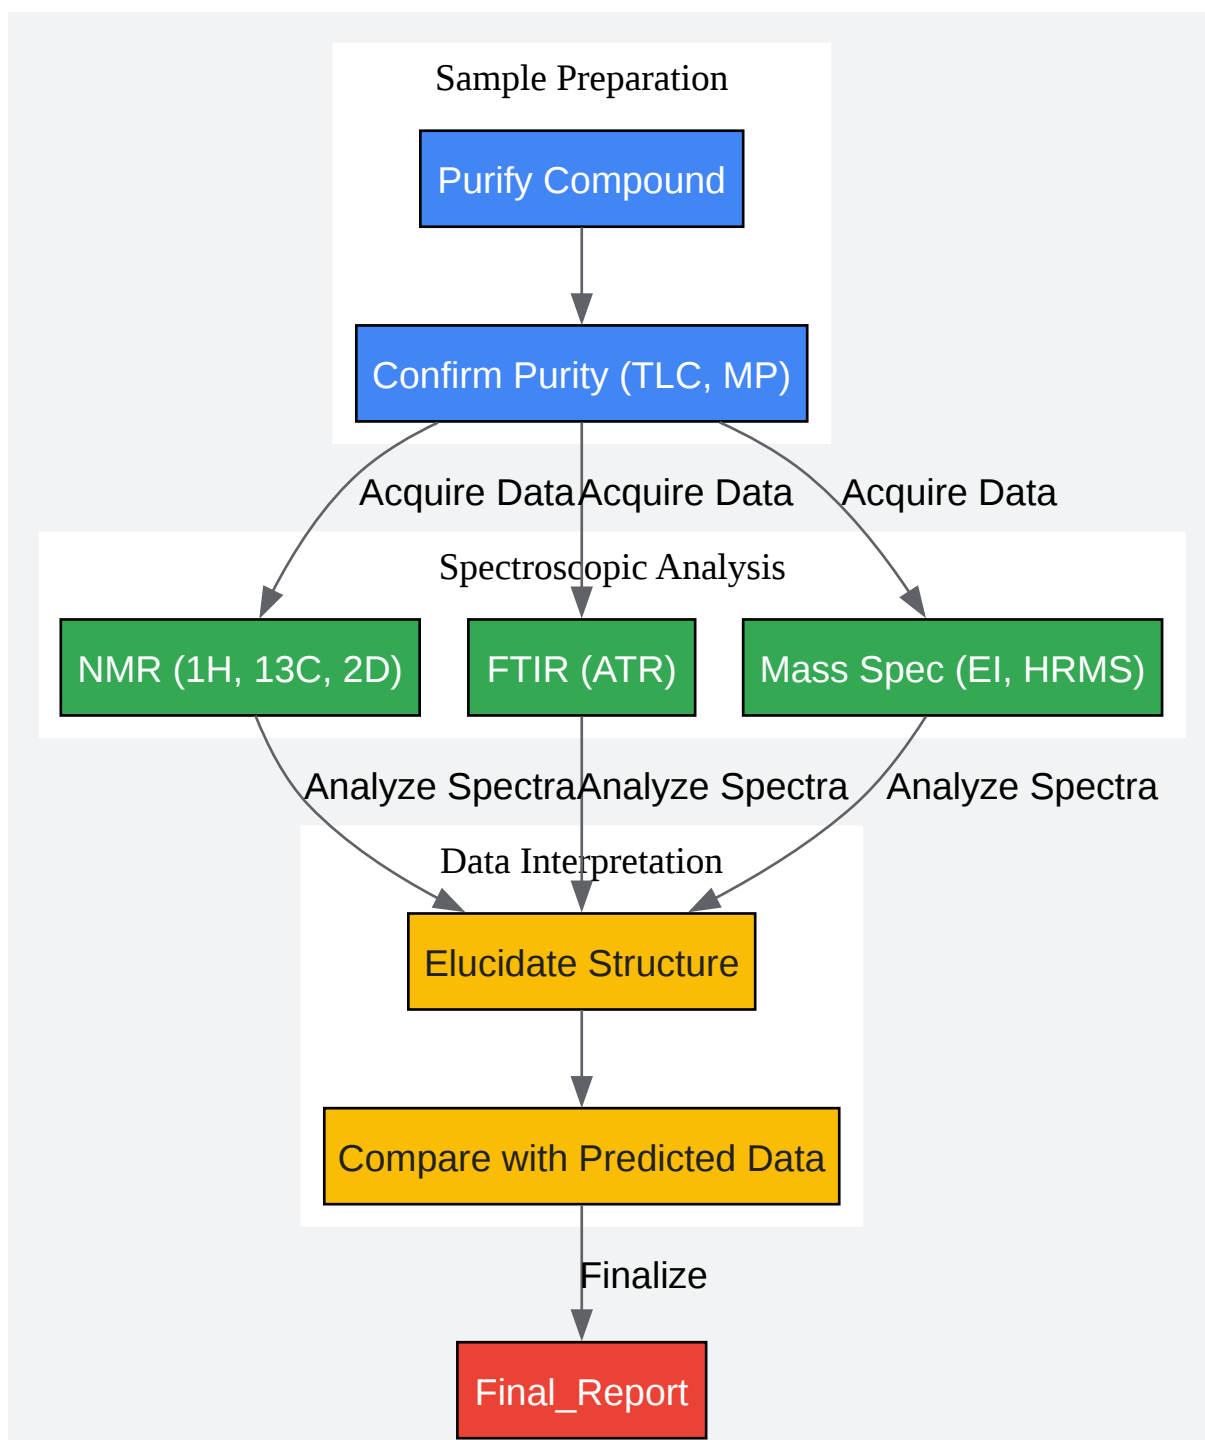 Sample Preparation
Purify Compound
Confirm Purity (TLC, MP)
Acquire Data
Acquire Data
Acquire Data
Spectroscopic Analysis
NMR (1H, 13C, 2D)
FTIR (ATR)
Mass Spec (EI, HRMS)
Analyze Spectra
Analyze Spectra
Analyze Spectra
Data Interpretation
Elucidate Structure
Compare with Predicted Data
Finalize
Final_Report